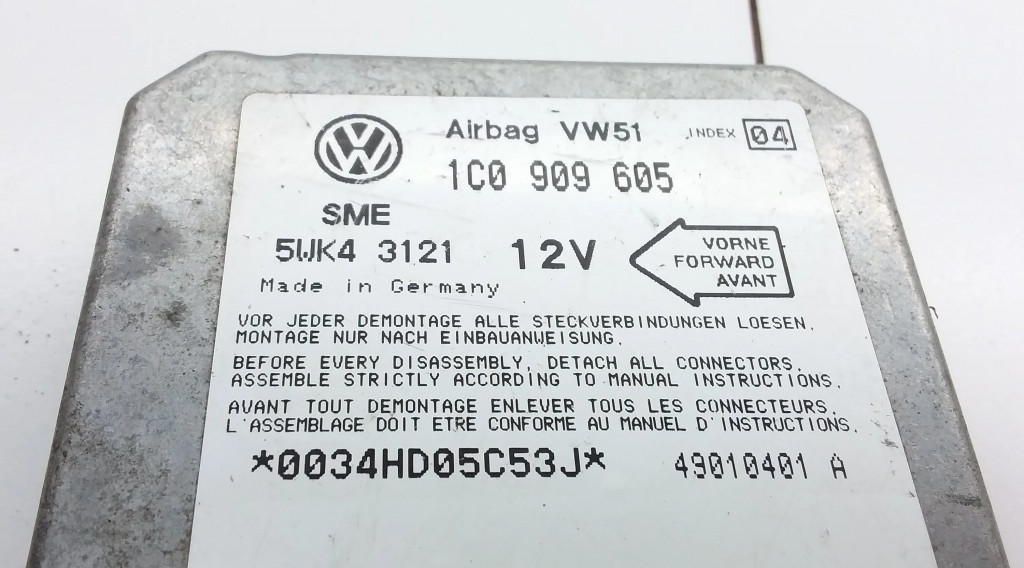 Airbag VW51 INDEX 04
1C0 909 605
SME
5WK4 3121 12V
VORNE
FORWARD
AVANT
Made in Germany
VOR JEDER DEMONTAGE ALLE STECKVERBINDUNGEN LOESEN.
MONTAGE NUR NACH EINBAUANWEISUNG.
BEFORE EVERY DISASSEMBLY, DETACH ALL CONNECTORS.
ASSEMBLE STRICTLY ACCORDING TO MANUAL INSTRUCTIONS.
AVANT TOUT DEMONTAGE ENLEVER TOUS LES CONNECTEURS.
L'ASSEMBLAGE DOIT ETRE CONFORME AU MANUEL D'INSTRUCTIONS.
*0034HD05C53J* 49010401 A